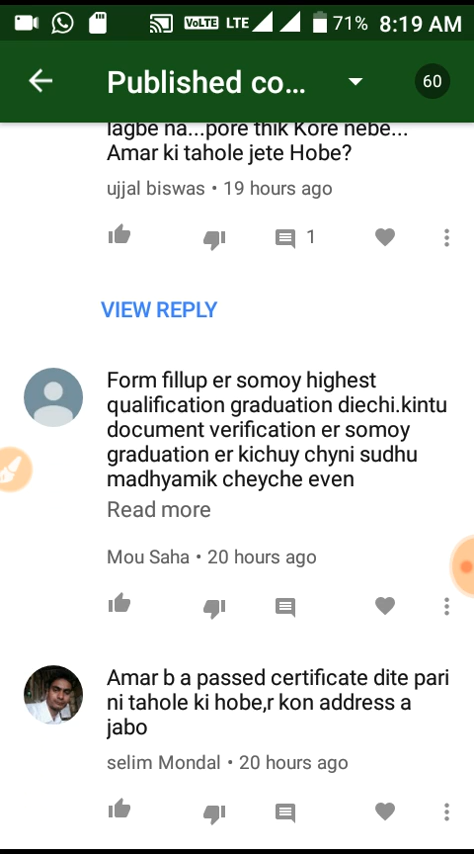 VoLTE LTE 71% 8:19 AM
Published co... 60
lagbe na...pore thik Kore nebe...
Amar ki tahole jete Hobe?
ujjal biswas • 19 hours ago
1
VIEW REPLY
Form fillup er somoy highest
qualification graduation diechi.kintu
document verification er somoy
graduation er kichuy chyni sudhu
madhyamik cheyche even
Read more
Mou Saha • 20 hours ago
Amar b a passed certificate dite pari
ni tahole ki hobe,r kon address a
jabo
selim Mondal • 20 hours ago